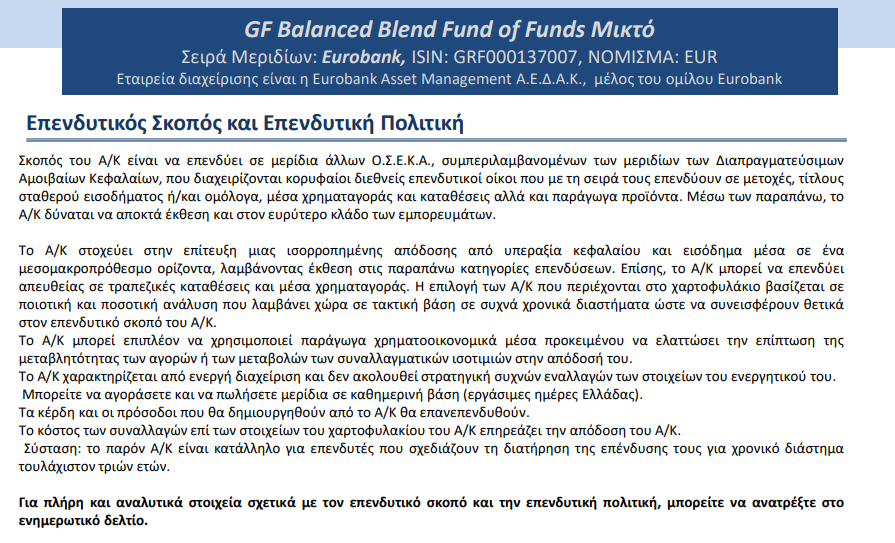 GF Balanced Blend Fund of Funds Μικτό
Σειρά Μεριδίων: Eurobank, ISIN: GRF000137007, ΝΟΜΙΣΜΑ: EUR
Εταιρεία διαχείρισης είναι η Eurobank Asset Management Α.Ε.Δ.Α.Κ., μέλος του ομίλου Eurobank
Επενδυτικός Σκοπός και Επενδυτική Πολιτική
Σκοπός του Α/Κ είναι να επενδύει σε μερίδια άλλων Ο.Σ.Ε.Κ.Α., συμπεριλαμβανομένων των μεριδίων των Διαπραγματεύσιμων
Αμοιβαίων Κεφαλαίων, που διαχειρίζονται κορυφαίοι διεθνείς επενδυτικοί οίκοι που με τη σειρά τους επενδύουν σε μετοχές, τίτλους
σταθερού εισοδήματος ή/και ομόλογα, μέσα χρηματαγοράς και καταθέσεις αλλά και παράγωγα προϊόντα. Μέσω των παραπάνω, το
Α/Κ δύναται να αποκτά έκθεση και στον ευρύτερο κλάδο των εμπορευμάτων.
Το Α/Κ στοχεύει στην επίτευξη μιας ισορροπημένης απόδοσης από υπεραξία κεφαλαίου και εισόδημα μέσα σε ένα
μεσομακροπρόθεσμο ορίζοντα, λαμβάνοντας έκθεση στις παραπάνω κατηγορίες επενδύσεων. Επίσης, το Α/Κ μπορεί να επενδύει
απευθείας σε τραπεζικές καταθέσεις και μέσα χρηματαγοράς. Η επιλογή των Α/Κ που περιέχονται στο χαρτοφυλάκιο βασίζεται σε
ποιοτική και ποσοτική ανάλυση που λαμβάνει χώρα σε τακτική βάση σε συχνά χρονικά διαστήματα ώστε να συνεισφέρουν θετικά
στον επενδυτικό σκοπό του Α/Κ.
Το Α/Κ μπορεί επιπλέον να χρησιμοποιεί παράγωγα χρηματοοικονομικά μέσα προκειμένου να ελαττώσει την επίπτωση της
μεταβλητότητας των αγορών ή των μεταβολών των συναλλαγματικών ισοτιμιών στην απόδοσή του.
Το Α/Κ χαρακτηρίζεται από ενεργή διαχείριση και δεν ακολουθεί στρατηγική συχνών εναλλαγών των στοιχείων του ενεργητικού του.
Μπορείτε να αγοράσετε και να πωλήσετε μερίδια σε καθημερινή βάση (εργάσιμες ημέρες Ελλάδας).
Τα κέρδη και οι πρόσοδοι που θα δημιουργηθούν από το Α/Κ θα επανεπενδυθούν.
Το κόστος των συναλλαγών επί των στοιχείων του χαρτοφυλακίου του Α/Κ επηρεάζει την απόδοση του Α/Κ.
Σύσταση: το παρόν Α/Κ είναι κατάλληλο για επενδυτές που σχεδιάζουν τη διατήρηση της επένδυσης τους για χρονικό διάστημα
τουλάχιστον τριών ετών.
Για πλήρη και αναλυτικά στοιχεία σχετικά με τον επενδυτικό σκοπό και την επενδυτική πολιτική, μπορείτε να ανατρέξτε στο
ενημερωτικό δελτίο.